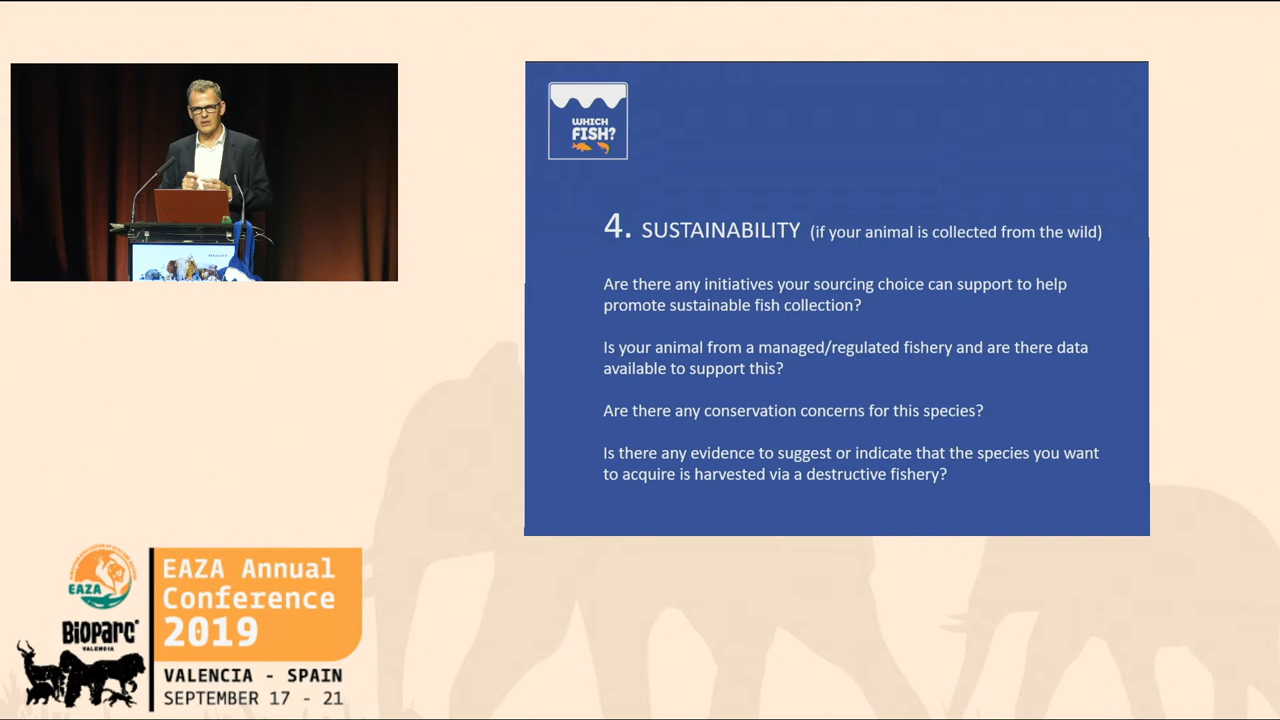 WHICH
FISH?
4. SUSTAINABILITY (if your animal is collected from the wild)
Are there any initiatives your sourcing choice can support to help
promote sustainable fish collection?
Is your animal from a managed/regulated fishery and are there data
available to support this?
Are there any conservation concerns for this species?
Is there any evidence to suggest or indicate that the species you want
to acquire is harvested via a destructive fishery?
EAZA
BIOPARC
VALENCIA
EAZA Annual
Conference
2019
VALENCIA - SPAIN
SEPTEMBER 17 - 21